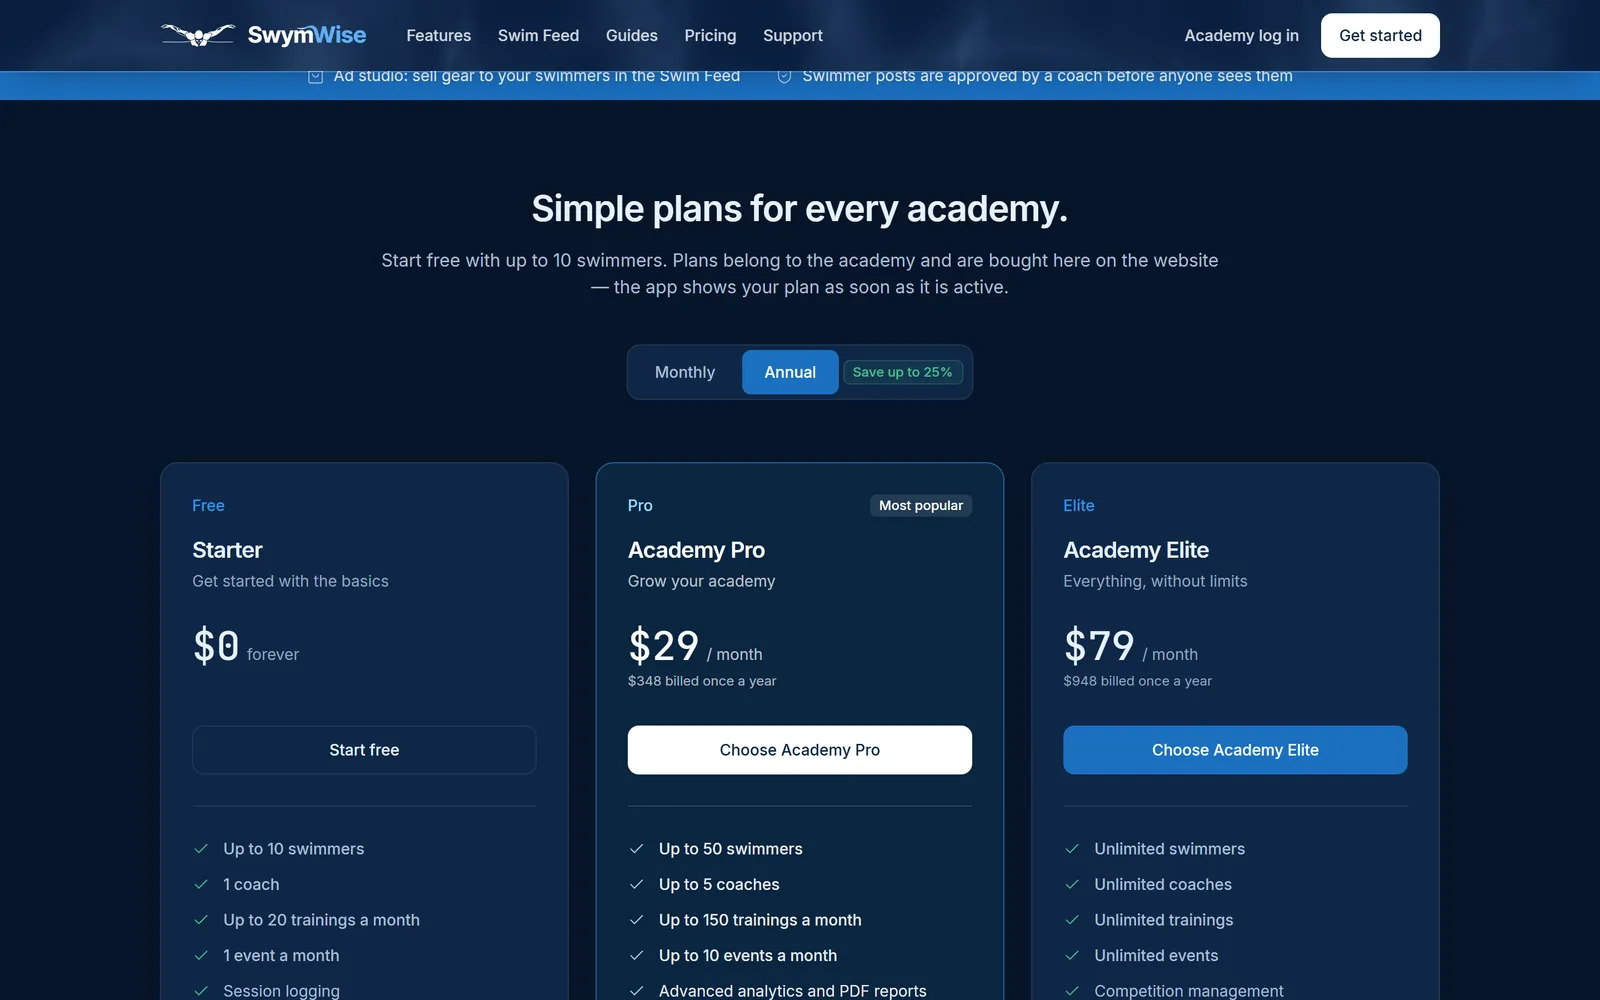 SwymWise
Features
Swim Feed
Guides
Pricing
Support
Academy log in
Get started
Ad studio: sell gear to your swimmers in the Swim Feed
Swimmer posts are approved by a coach before anyone sees them
Simple plans for every academy.
Start free with up to 10 swimmers. Plans belong to the academy and are bought here on the website
— the app shows your plan as soon as it is active.
Monthly
Annual
Save up to 25%
Free
Starter
Get started with the basics
$0 forever
Start free
Up to 10 swimmers
1 coach
Up to 20 trainings a month
1 event a month
Session logging
Pro
Most popular
Academy Pro
Grow your academy
$29 / month
$348 billed once a year
Choose Academy Pro
Up to 50 swimmers
Up to 5 coaches
Up to 150 trainings a month
Up to 10 events a month
Advanced analytics and PDF reports
Elite
Academy Elite
Everything, without limits
$79 / month
$948 billed once a year
Choose Academy Elite
Unlimited swimmers
Unlimited coaches
Unlimited trainings
Unlimited events
Competition management